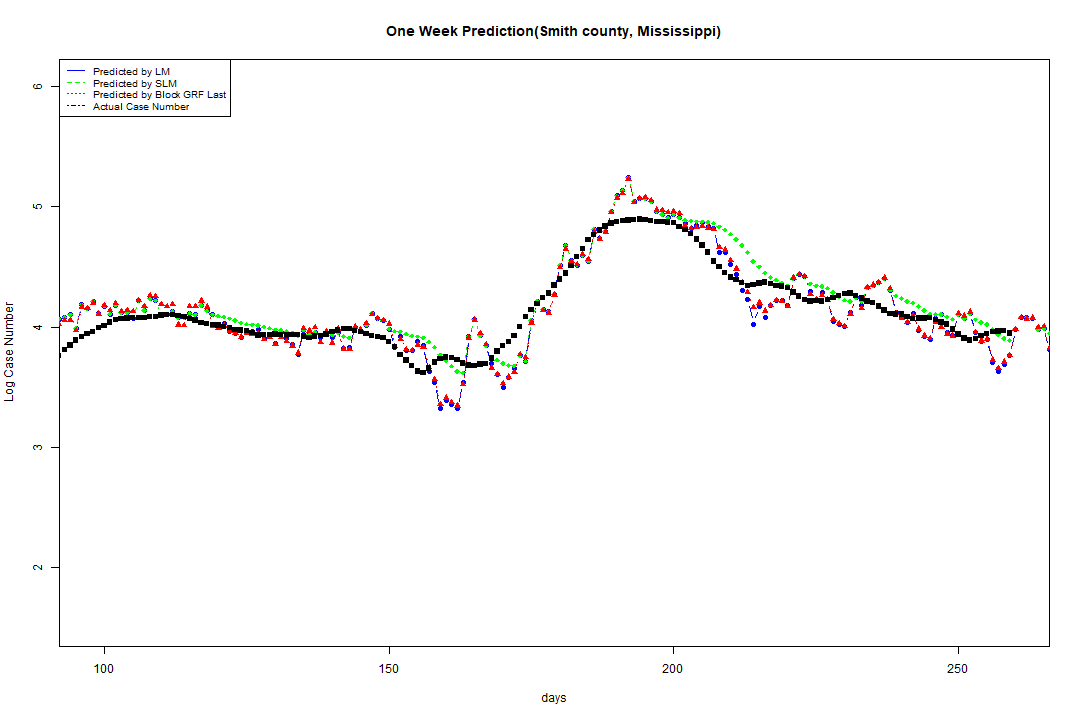 One Week Prediction(Smith county, Mississippi)
Predicted by LM
Predicted by SLM
Predicted by Block GRF Last
Actual Case Number
6
5
4
3
2
Log Case Number
100
150
200
250
days